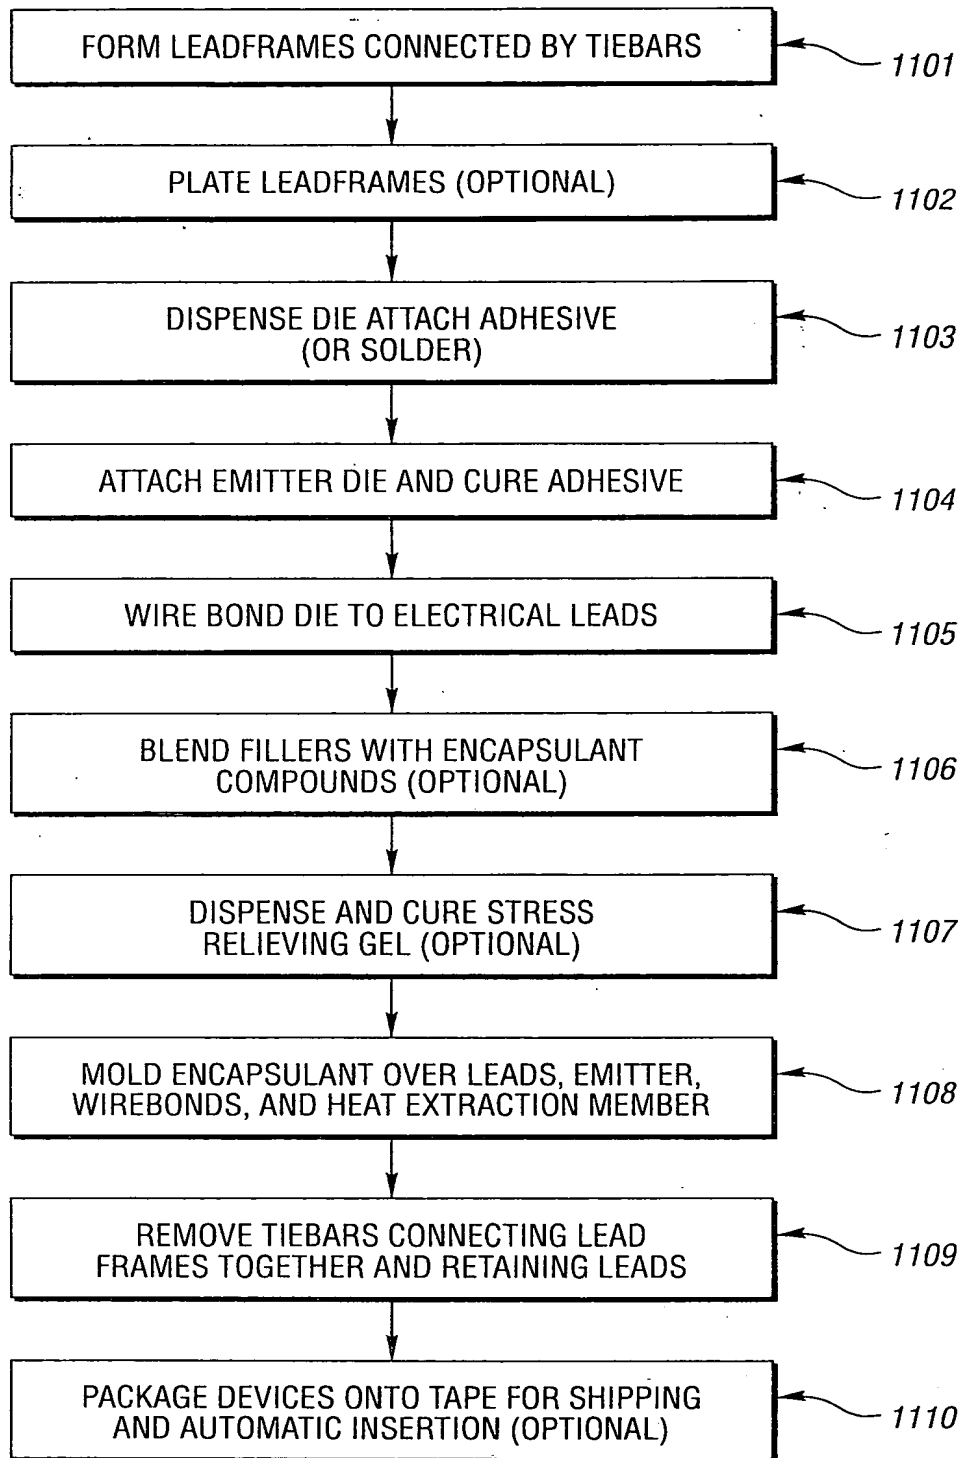 FORM LEADFRAMES CONNECTED BY TIEBARS
1101
PLATE LEADFRAMES (OPTIONAL)
1102
DISPENSE DIE ATTACH ADHESIVE
(OR SOLDER)
1103
ATTACH EMITTER DIE AND CURE ADHESIVE
1104
WIRE BOND DIE TO ELECTRICAL LEADS
1105
BLEND FILLERS WITH ENCAPSULANT
COMPOUNDS (OPTIONAL)
1106
DISPENSE AND CURE STRESS
RELIEVING GEL (OPTIONAL)
1107
MOLD ENCAPSULANT OVER LEADS, EMITTER,
WIREBONDS, AND HEAT EXTRACTION MEMBER
1108
REMOVE TIEBARS CONNECTING LEAD
FRAMES TOGETHER AND RETAINING LEADS
1109
PACKAGE DEVICES ONTO TAPE FOR SHIPPING
AND AUTOMATIC INSERTION (OPTIONAL)
1110